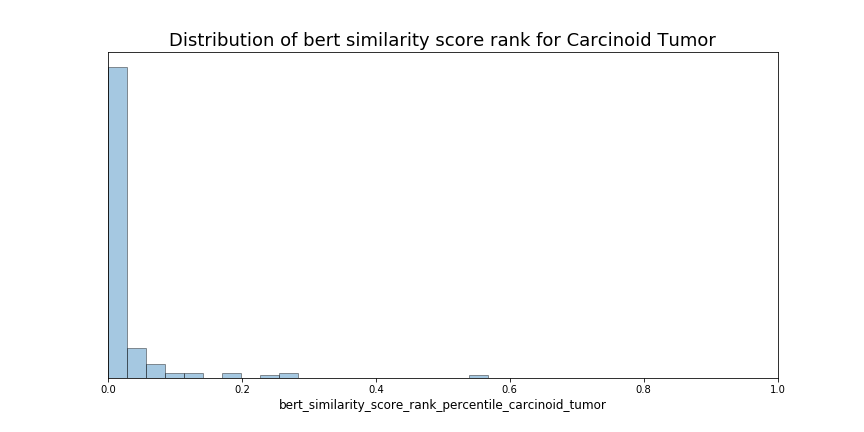 Distribution of bert similarity score rank for Carcinoid Tumor
0.0 0.2 0.4 0.6 0.8 1.0
bert_similarity_score_rank_percentile_carcinoid_tumor